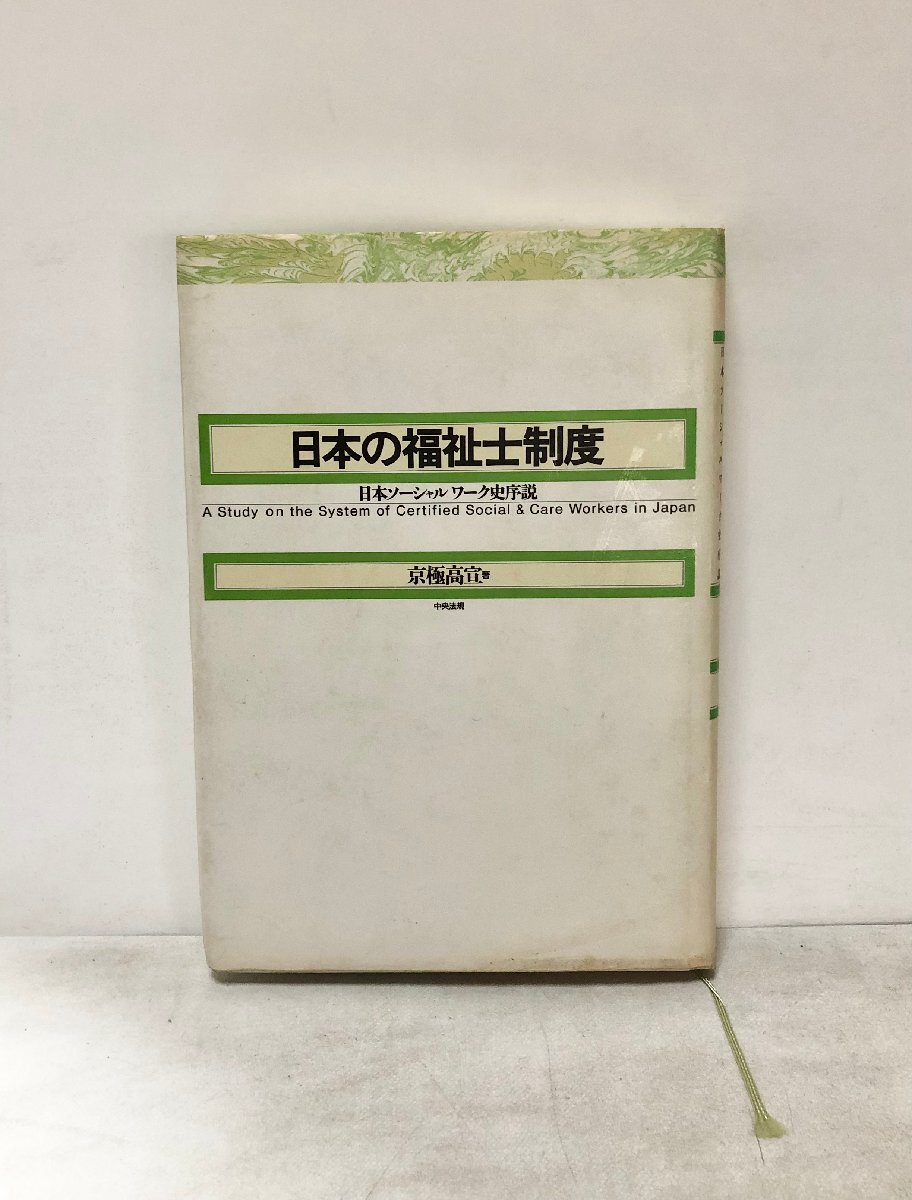 日本の福祉士制度
日本ソーシャルワーク史序説
A Study on the System of Certified Social & Care Workers in Japan
京極髙宣著
中央法規